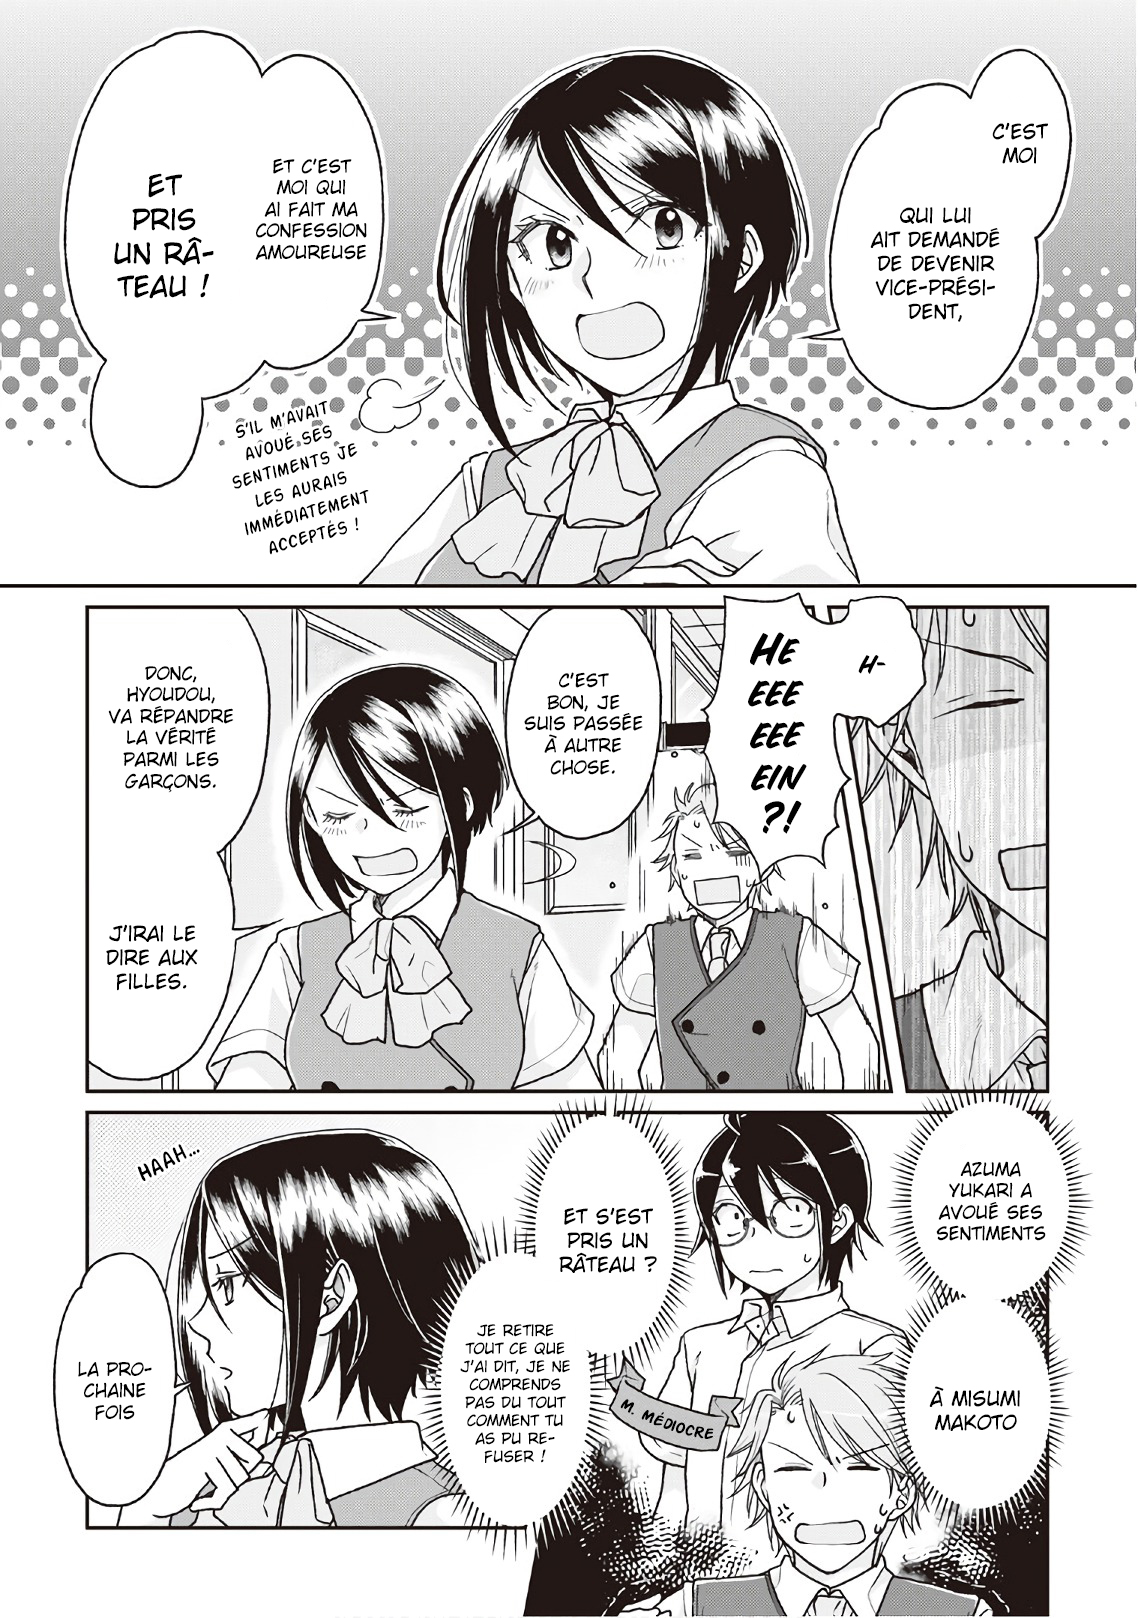 C'EST
MOI
QUI LUI
AIT DEMANDÉ
DE DEVENIR
VICE-PRÉSI-
DENT,
ET C'EST
MOI QUI
AI FAIT MA
CONFESSION
AMOUREUSE
ET
PRIS
UN RÂ-
TEAU !
S'IL M'AVAIT
AVOUÉ SES
SENTIMENTS JE
LES AURAIS
IMMÉDIATEMENT
ACCEPTÉS !
H-
HE
EEE
EEE
EIN
?!
C'EST
BON, JE
SUIS PASSÉE
À AUTRE
CHOSE.
DONC,
HYOUDOU,
VA RÉPANDRE
LA VÉRITÉ
PARMI LES
GARÇONS.
J'IRAI LE
DIRE AUX
FILLES.
AZUMA
YUKARI A
AVOUÉ SES
SENTIMENTS
À MISUMI
MAKOTO
ET S'EST
PRIS UN
RÂTEAU ?
JE RETIRE
TOUT CE QUE
J'AI DIT, JE NE
COMPRENDS
PAS DU TOUT
COMMENT TU
AS PU RE-
FUSER !
M. MÉDIOCRE
HAAH...
LA PRO-
CHAINE
FOIS